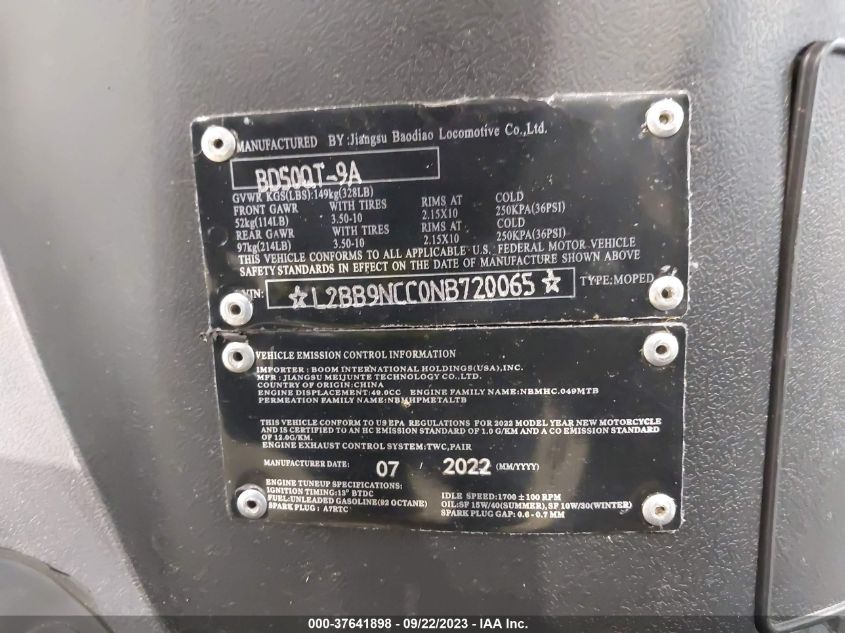 MANUFACTURED BY:Jiangsu Baodiao Locomotive Co.,Ltd.
BD50QT-9A
GVWR KGS(LBS):149kg(328LB)
FRONT GAWR WITH TIRES RIMS AT COLD
52kg(114LB) 3.50-10 2.15X10 250KPA(36PSI)
REAR GAWR WITH TIRES RIMS AT COLD
97kg(214LB) 3.50-10 2.15X10 250KPA(36PSI)
THIS VEHICLE CONFORMS TO ALL APPLICABLE U.S. FEDERAL MOTOR VEHICLE
SAFETY STANDARDS IN EFFECT ON THE DATE OF MANUFACTURE SHOWN ABOVE
VIN: ☆L2BB9NCC0NB720065☆ TYPE:MOPED
VEHICLE EMISSION CONTROL INFORMATION
IMPORTER : BOOM INTERNATIONAL HOLDINGS(USA),INC.
MFR : JIANGSU MEIJUNTE TECHNOLOGY CO.,LTD.
COUNTRY OF ORIGIN:CHINA
ENGINE DISPLACEMENT:49.0CC ENGINE FAMILY NAME:NBMHC.049MTB
PERMEATION FAMILY NAME:NBMHPMETALTB
THIS VEHICLE CONFORMS TO US EPA REGULATIONS FOR 2022 MODEL YEAR NEW MOTORCYCLE
AND IS CERTIFIED TO AN HC EMISSION STANDARD OF 1.0 G/KM AND A CO EMISSION STANDARD
OF 12.0G/KM.
ENGINE EXHAUST CONTROL SYSTEM:TWC,PAIR
MANUFACTURER DATE: 07 / 2022 (MM/YYYY)
ENGINE TUNEUP SPECIFICATIONS:
IGNITION TIMING:13° BTDC IDLE SPEED:1700 ± 100 RPM
FUEL:UNLEADED GASOLINE(92 OCTANE) OIL:SF 15W/40(SUMMER),SF 10W/30(WINTER)
SPARK PLUG : A7RTC SPARK PLUG GAP: 0.6 - 0.7 MM
000-37641898 / 09/22/2023 - IAA Inc.